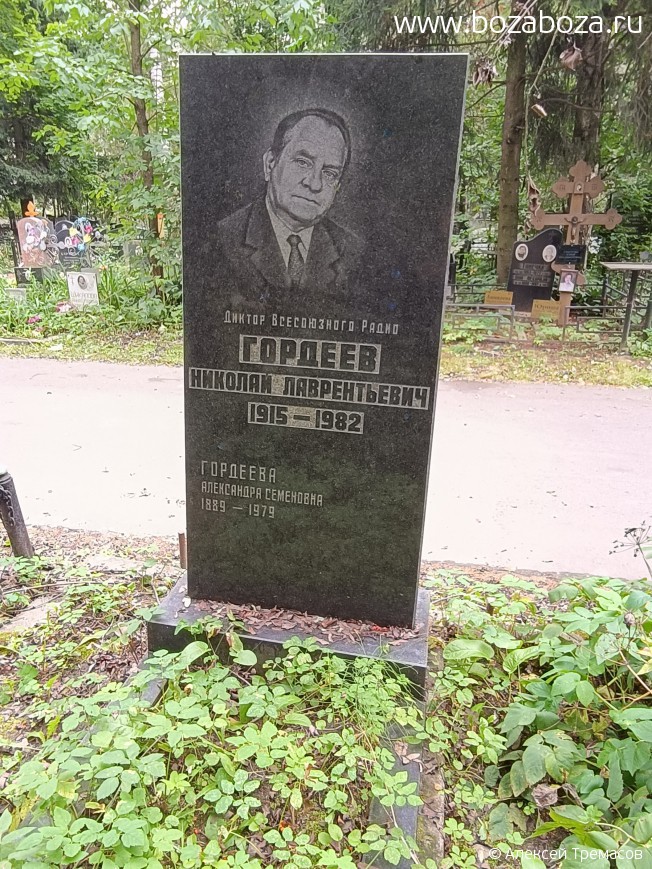 www.bozaboza.ru
Диктор Всесоюзного Радио
ГОРДЕЕВ
НИКОЛАЙ ЛАВРЕНТЬЕВИЧ
1915 — 1982
ГОРДЕЕВА
АЛЕКСАНДРА СЕМЕНОВНА
1889 — 1979
© Алексей Тремасов